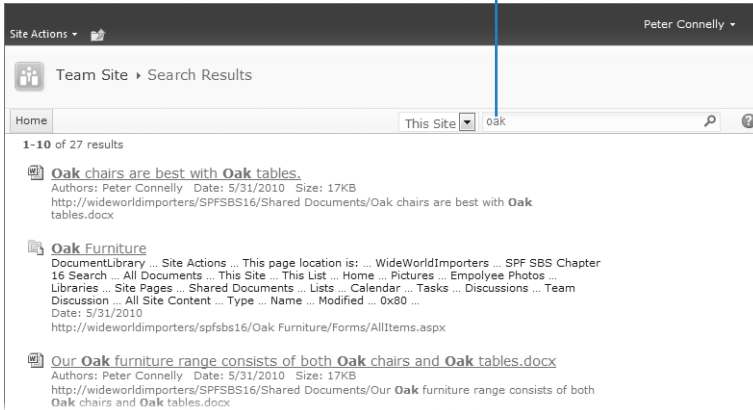 Peter Connelly
Site Actions
Team Site ▸ Search Results
Home This Site oak
1-10 of 27 results
Oak chairs are best with Oak tables.
Authors: Peter Connelly Date: 5/31/2010 Size: 17KB
http://wideworldimporters/SPFSBS16/Shared Documents/Oak chairs are best with Oak
tables.docx
Oak Furniture
DocumentLibrary ... Site Actions ... This page location is: ... WideWorldImporters ... SPF SBS Chapter
16 Search ... All Documents ... This Site ... This List ... Home ... Pictures ... Empolyee Photos ...
Libraries ... Site Pages ... Shared Documents ... Lists ... Calendar ... Tasks ... Discussions ... Team
Discussion ... All Site Content ... Type ... Name ... Modified ... 0x80 ...
Date: 5/31/2010
http://wideworldimporters/spfsbs16/Oak Furniture/Forms/AllItems.aspx
Our Oak furniture range consists of both Oak chairs and Oak tables.docx
Authors: Peter Connelly Date: 5/31/2010 Size: 17KB
http://wideworldimporters/SPFSBS16/Shared Documents/Our Oak furniture range consists of both
Oak chairs and Oak tables.docx